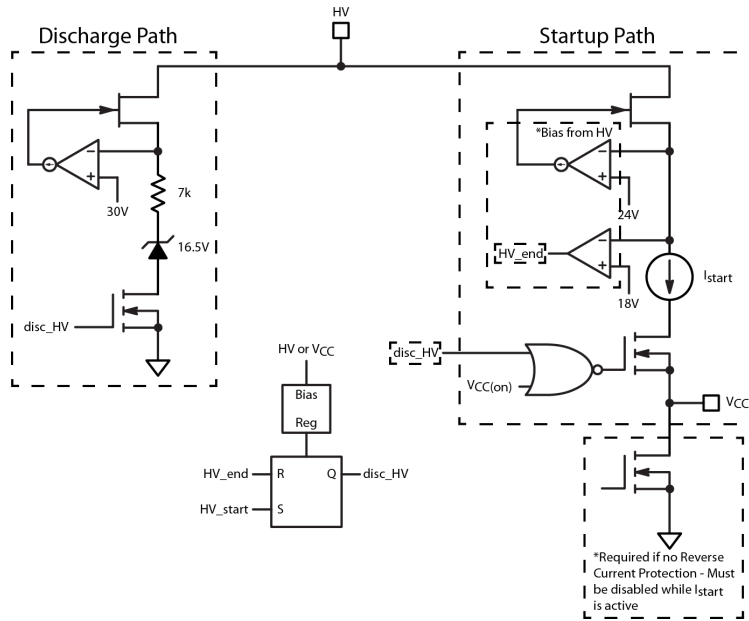 HV
Discharge Path
Startup Path
*Bias from HV
−
+
30V
7k
16.5V
disc_HV
−
+
24V
HV_end
−
+
18V
Istart
disc_HV
VCC(on)
VCC
HV or VCC
Bias
Reg
HV_end
R
Q
disc_HV
HV_start
S
*Required if no Reverse
Current Protection - Must
be disabled while Istart
is active